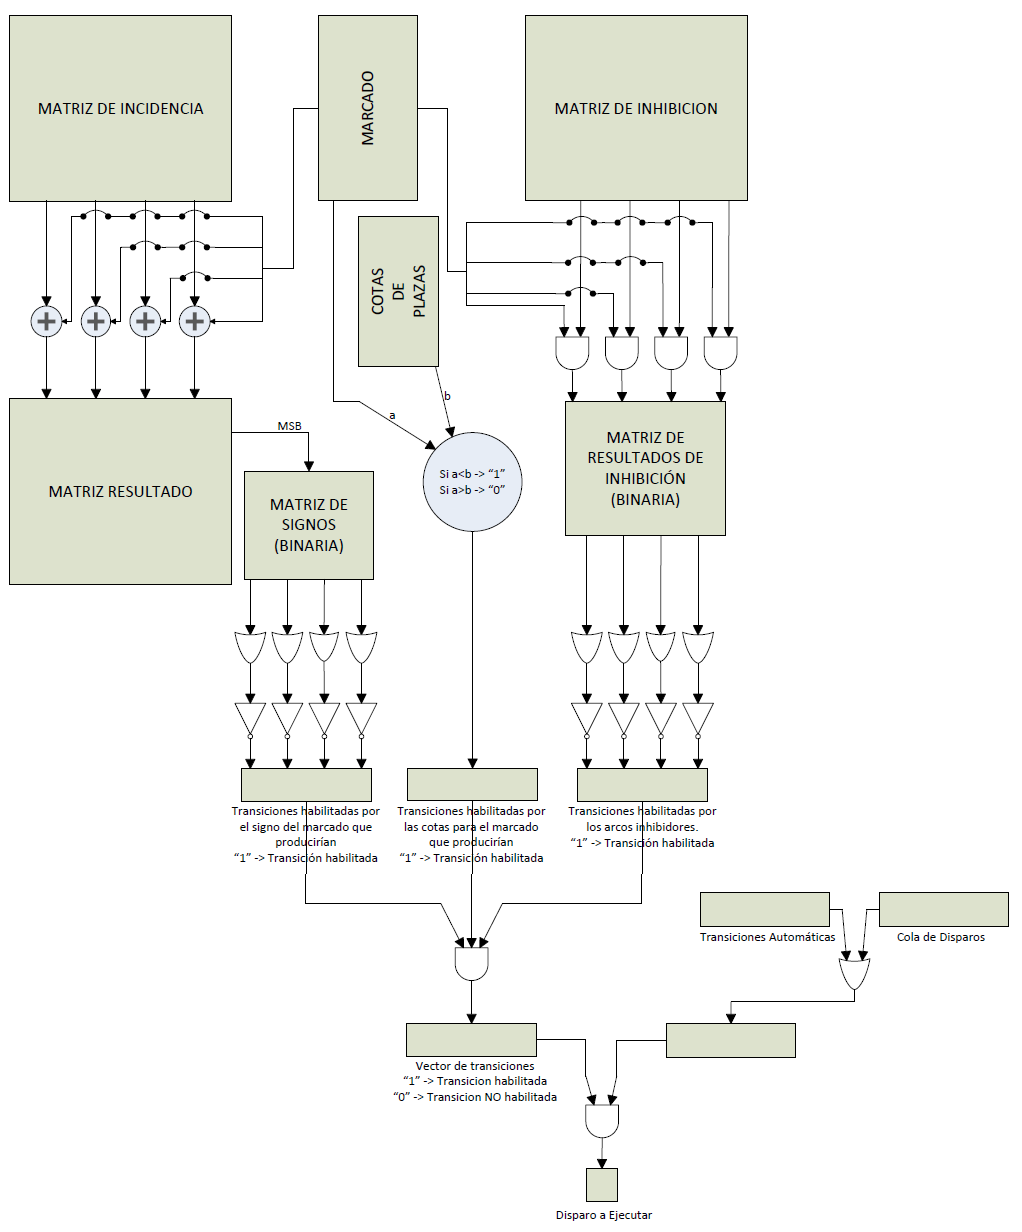 MATRIZ DE INCIDENCIA
MARCADO
MATRIZ DE INHIBICION
COTAS
DE
PLAZAS
b
a
MSB
MATRIZ RESULTADO
MATRIZ DE
SIGNOS
(BINARIA)
Si a<b -> “1”
Si a>b -> “0”
MATRIZ DE
RESULTADOS DE
INHIBICIÓN
(BINARIA)
Transiciones habilitadas por
el signo del marcado que
producirían
“1” -> Transición habilitada
Transiciones habilitadas por
las cotas para el marcado
que producirían
“1” -> Transición habilitada
Transiciones habilitadas por
los arcos inhibidores.
“1” -> Transición habilitada
Transiciones Automáticas
Cola de Disparos
Vector de transiciones
“1” -> Transicion habilitada
“0” -> Transicion NO habilitada
Disparo a Ejecutar